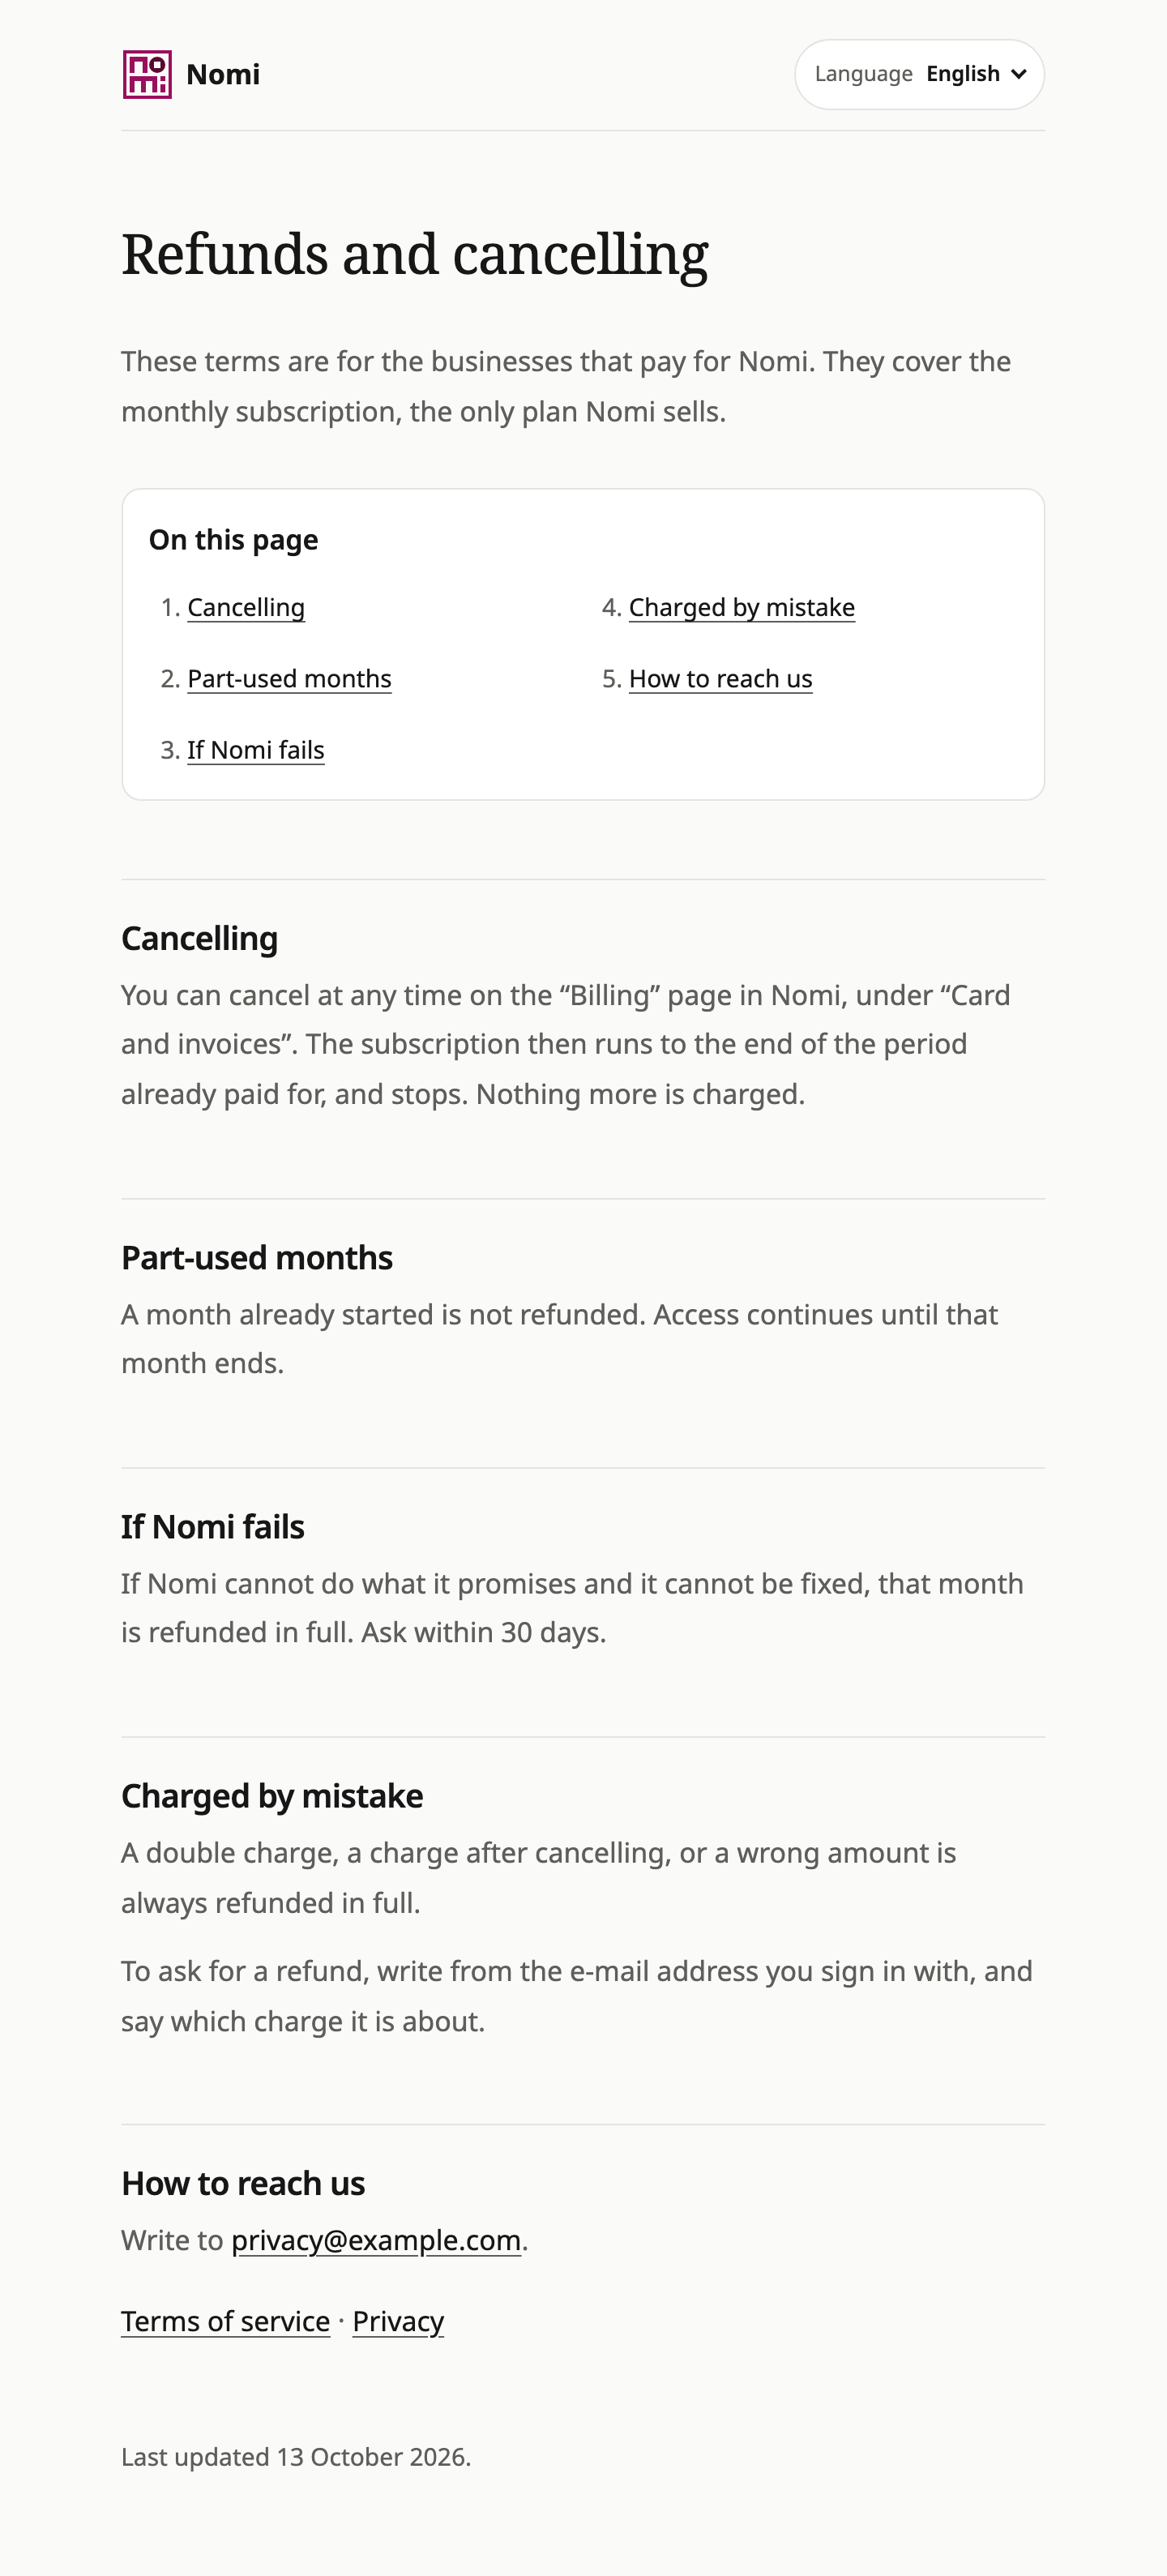 nomi
Nomi
Language English
Refunds and cancelling
These terms are for the businesses that pay for Nomi. They cover the
monthly subscription, the only plan Nomi sells.
On this page
1. Cancelling
2. Part-used months
3. If Nomi fails
4. Charged by mistake
5. How to reach us
Cancelling
You can cancel at any time on the “Billing” page in Nomi, under “Card
and invoices”. The subscription then runs to the end of the period
already paid for, and stops. Nothing more is charged.
Part-used months
A month already started is not refunded. Access continues until that
month ends.
If Nomi fails
If Nomi cannot do what it promises and it cannot be fixed, that month
is refunded in full. Ask within 30 days.
Charged by mistake
A double charge, a charge after cancelling, or a wrong amount is
always refunded in full.
To ask for a refund, write from the e-mail address you sign in with, and
say which charge it is about.
How to reach us
Write to privacy@example.com.
Terms of service · Privacy
Last updated 13 October 2026.